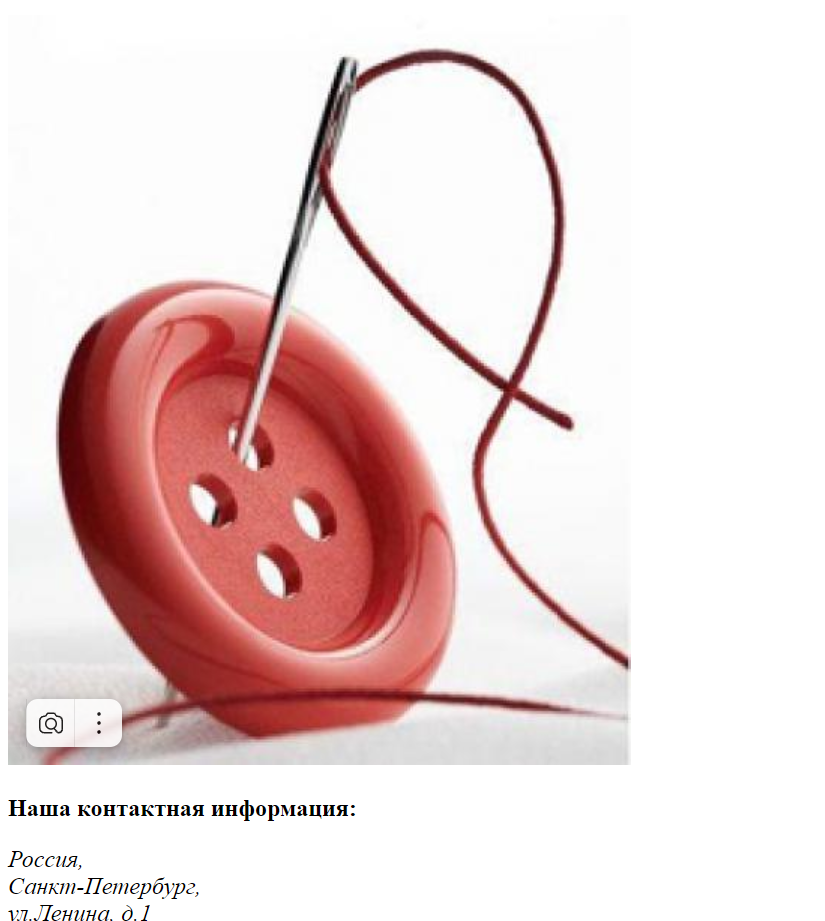 Наша контактная информация:
Россия,
Санкт-Петербург,
ул.Ленина, д.1